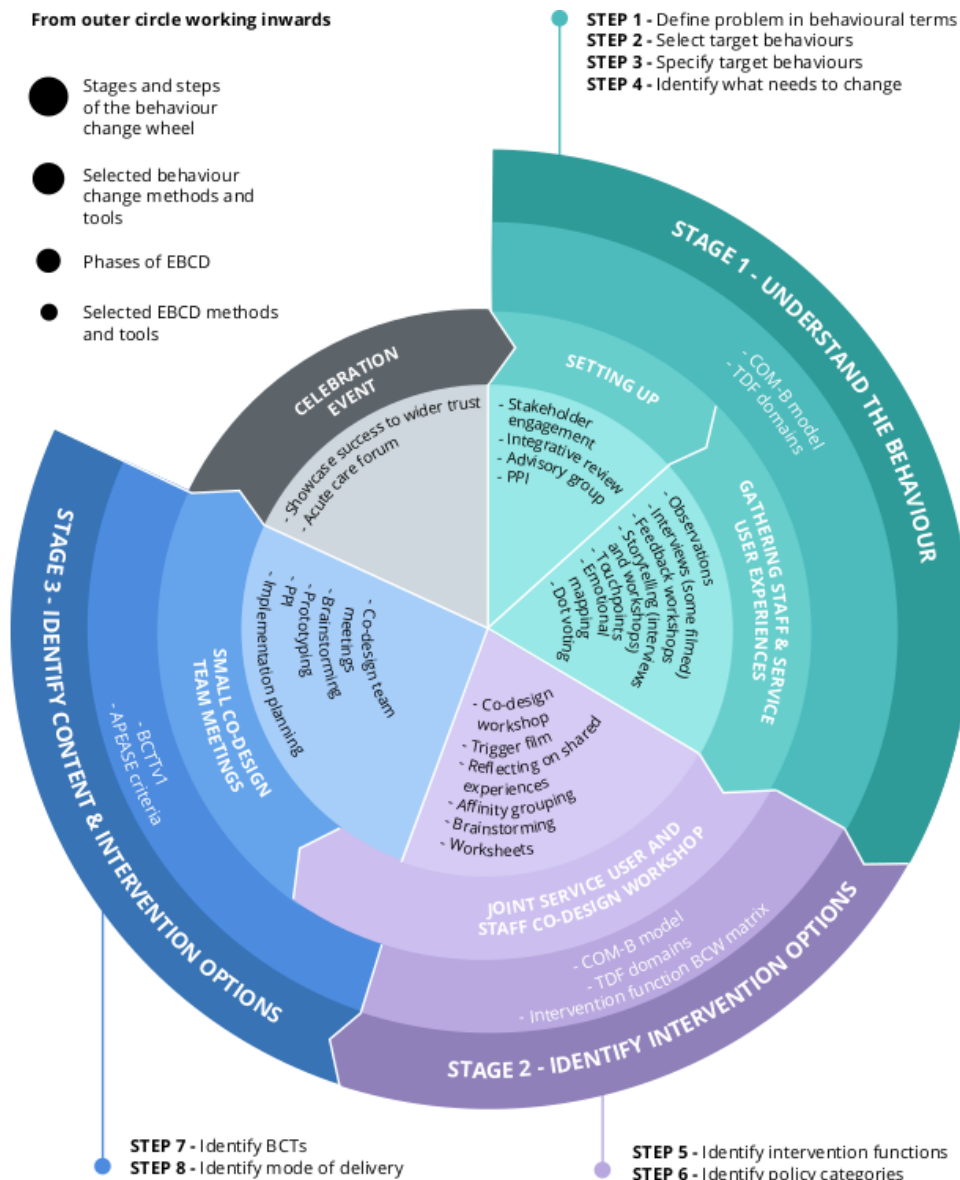 From outer circle working inwards
Stages and steps
of the behaviour
change wheel
Selected behaviour
change methods and
tools
Phases of EBCD
Selected EBCD methods
and tools
STEP 1 - Define problem in behavioural terms
STEP 2 - Select target behaviours
STEP 3 - Specify target behaviours
STEP 4 - Identify what needs to change
STAGE 1 - UNDERSTAND THE BEHAVIOUR
- COM-B model
- TDF domains
SETTING UP
- Stakeholder
engagement
- Integrative review
- Advisory group
- PPI
GATHERING STAFF & SERVICE
USER EXPERIENCES
- Observations
- Interviews (some filmed)
- Feedback workshops
- Storytelling (interviews
and workshops)
- Touchpoints
- Emotional
mapping
- Dot voting
STAGE 2 - IDENTIFY INTERVENTION OPTIONS
- COM-B model
- TDF domains
- Intervention function BCW matrix
JOINT SERVICE USER AND
STAFF CO-DESIGN WORKSHOP
- Co-design
workshop
- Trigger film
- Reflecting on shared
experiences
- Affinity grouping
- Brainstorming
- Worksheets
STEP 5 - Identify intervention functions
STEP 6 - Identify policy categories
STAGE 3 - IDENTIFY CONTENT & INTERVENTION OPTIONS
- BCTTv1
- APEASE criteria
SMALL CO-DESIGN
TEAM MEETINGS
- Co-design team
meetings
- Brainstorming
- Prototyping
- PPI
- Implementation planning
STEP 7 - Identify BCTs
STEP 8 - Identify mode of delivery
CELEBRATION
EVENT
- Showcase success to wider trust
- Acute care forum